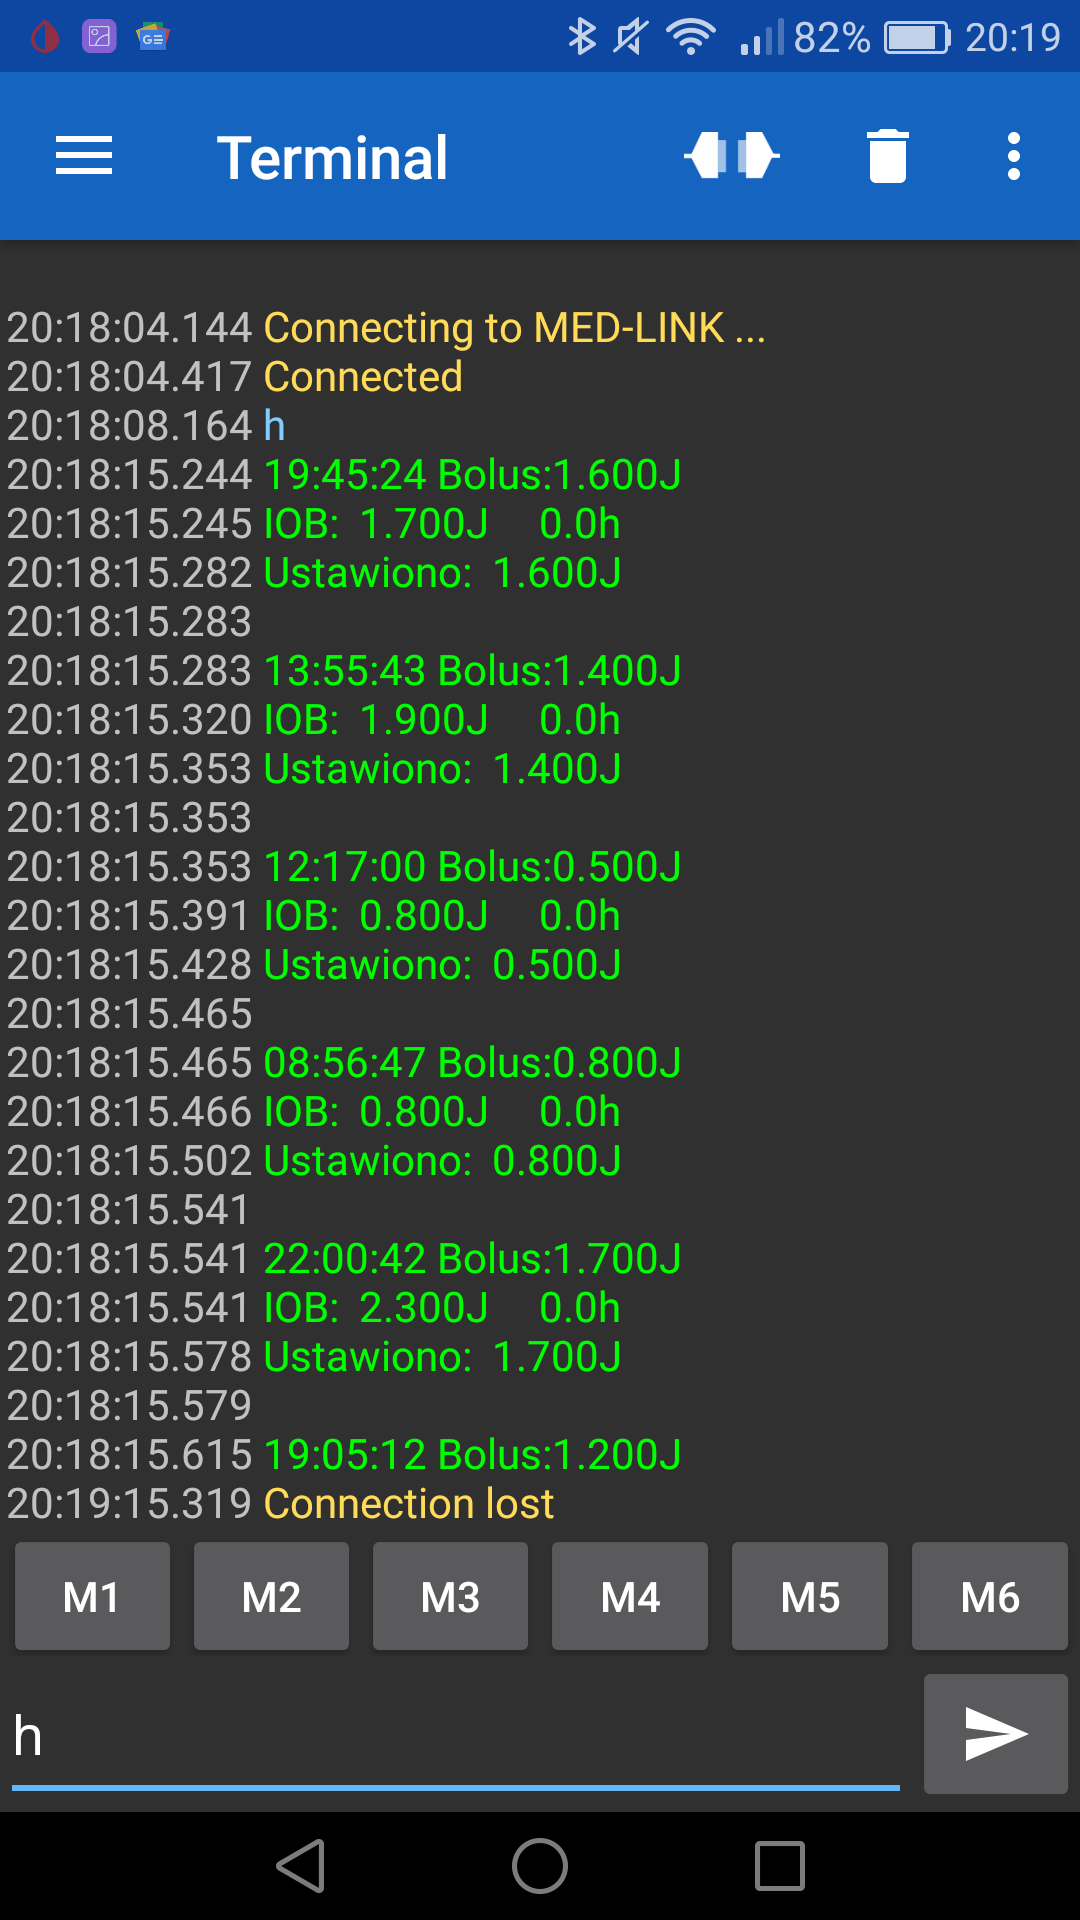 82% 20:19
Terminal
20:18:04.144 Connecting to MED-LINK ...
20:18:04.417 Connected
20:18:08.164 h
20:18:15.244 19:45:24 Bolus:1.600J
20:18:15.245 IOB: 1.700J 0.0h
20:18:15.282 Ustawiono: 1.600J
20:18:15.283
20:18:15.283 13:55:43 Bolus:1.400J
20:18:15.320 IOB: 1.900J 0.0h
20:18:15.353 Ustawiono: 1.400J
20:18:15.353
20:18:15.353 12:17:00 Bolus:0.500J
20:18:15.391 IOB: 0.800J 0.0h
20:18:15.428 Ustawiono: 0.500J
20:18:15.465
20:18:15.465 08:56:47 Bolus:0.800J
20:18:15.466 IOB: 0.800J 0.0h
20:18:15.502 Ustawiono: 0.800J
20:18:15.541
20:18:15.541 22:00:42 Bolus:1.700J
20:18:15.541 IOB: 2.300J 0.0h
20:18:15.578 Ustawiono: 1.700J
20:18:15.579
20:18:15.615 19:05:12 Bolus:1.200J
20:19:15.319 Connection lost
M1 M2 M3 M4 M5 M6
h